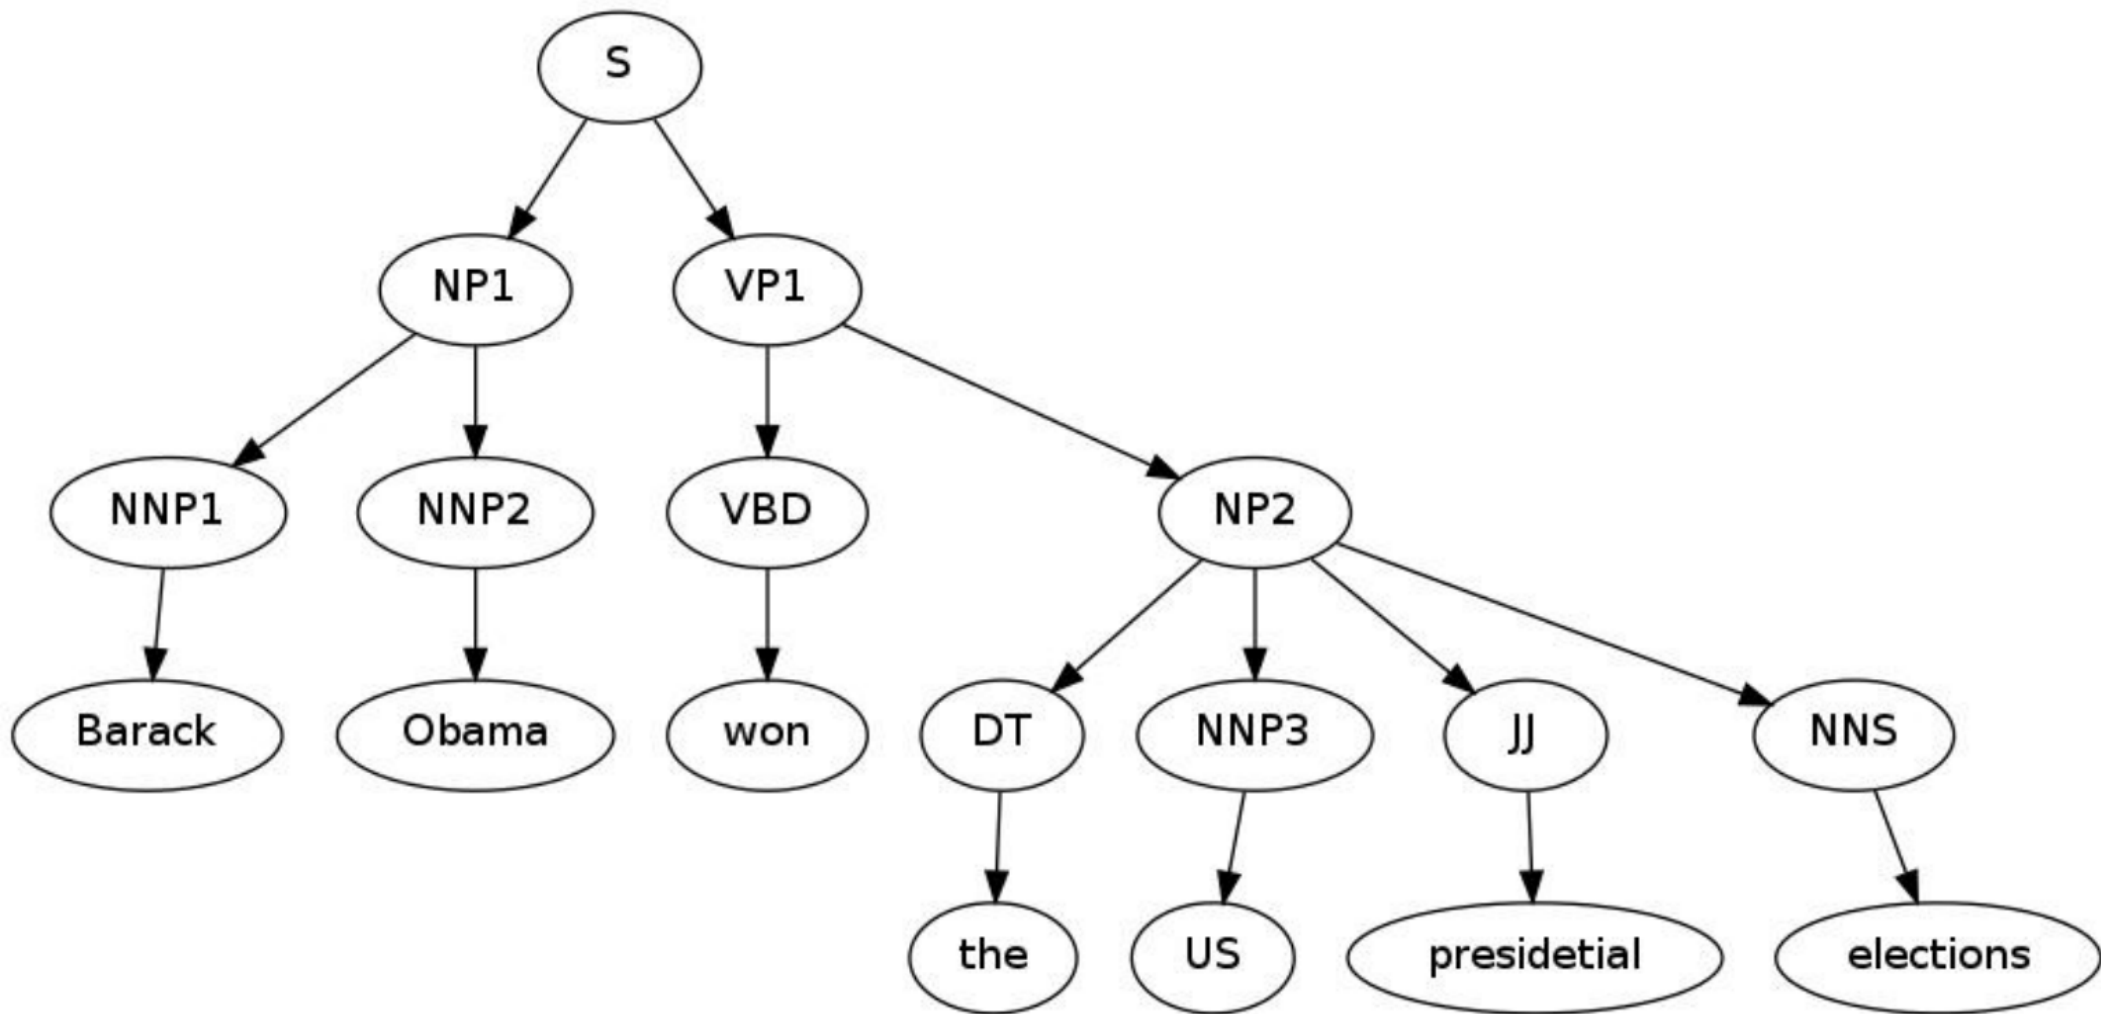 S
NP1 VP1
NNP1 NNP2 VBD NP2
Barack Obama won DT NNP3 JJ NNS
the US presidetial elections